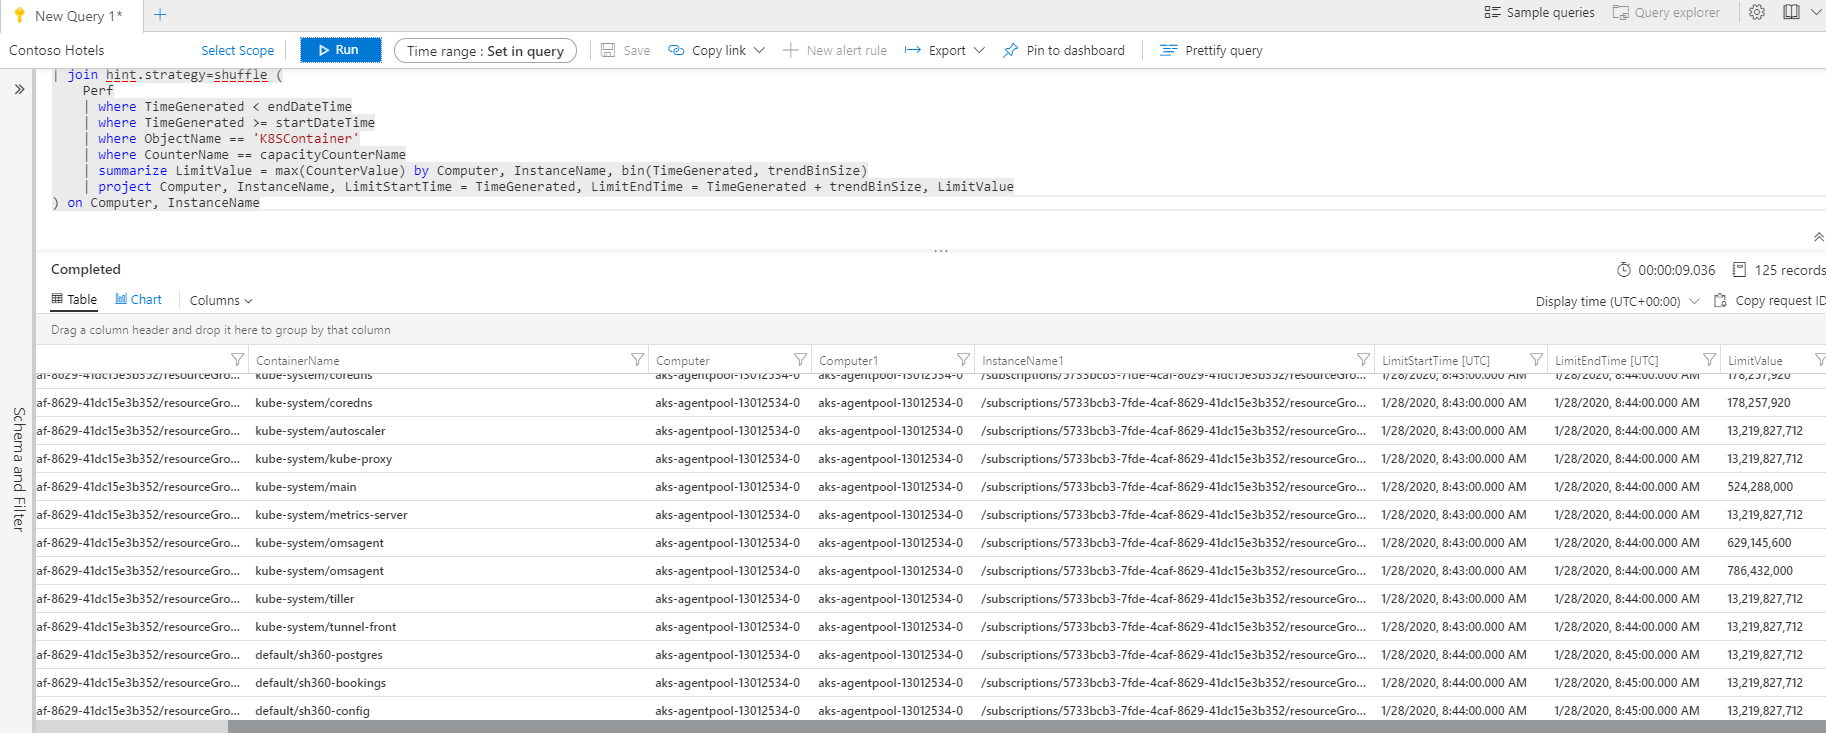 New Query 1* +
Sample queries Query explorer
Contoso Hotels Select Scope Run Time range : Set in query Save Copy link New alert rule Export Pin to dashboard Prettify query
| join hint.strategy=shuffle (
Perf
| where TimeGenerated < endDateTime
| where TimeGenerated >= startDateTime
| where ObjectName == 'K8SContainer'
| where CounterName == capacityCounterName
| summarize LimitValue = max(CounterValue) by Computer, InstanceName, bin(TimeGenerated, trendBinSize)
| project Computer, InstanceName, LimitStartTime = TimeGenerated, LimitEndTime = TimeGenerated + trendBinSize, LimitValue
) on Computer, InstanceName
Schema and Filter
Completed 00:00:09.036 125 records
Table Chart Columns Display time (UTC+00:00) Copy request ID
Drag a column header and drop it here to group by that column
ContainerName Computer Computer1 InstanceName1 LimitStartTime [UTC] LimitEndTime [UTC] LimitValue
af-8629-41dc15e3b352/resourceGro... kube-system/coredns aks-agentpool-13012534-0 aks-agentpool-13012534-0 /subscriptions/5733bcb3-7fde-4caf-8629-41dc15e3b352/resourceGro... 1/28/2020, 8:43:00.000 AM 1/28/2020, 8:44:00.000 AM 178,257,920
af-8629-41dc15e3b352/resourceGro... kube-system/coredns aks-agentpool-13012534-0 aks-agentpool-13012534-0 /subscriptions/5733bcb3-7fde-4caf-8629-41dc15e3b352/resourceGro... 1/28/2020, 8:43:00.000 AM 1/28/2020, 8:44:00.000 AM 178,257,920
af-8629-41dc15e3b352/resourceGro... kube-system/autoscaler aks-agentpool-13012534-0 aks-agentpool-13012534-0 /subscriptions/5733bcb3-7fde-4caf-8629-41dc15e3b352/resourceGro... 1/28/2020, 8:43:00.000 AM 1/28/2020, 8:44:00.000 AM 13,219,827,712
af-8629-41dc15e3b352/resourceGro... kube-system/kube-proxy aks-agentpool-13012534-0 aks-agentpool-13012534-0 /subscriptions/5733bcb3-7fde-4caf-8629-41dc15e3b352/resourceGro... 1/28/2020, 8:43:00.000 AM 1/28/2020, 8:44:00.000 AM 13,219,827,712
af-8629-41dc15e3b352/resourceGro... kube-system/main aks-agentpool-13012534-0 aks-agentpool-13012534-0 /subscriptions/5733bcb3-7fde-4caf-8629-41dc15e3b352/resourceGro... 1/28/2020, 8:43:00.000 AM 1/28/2020, 8:44:00.000 AM 524,288,000
af-8629-41dc15e3b352/resourceGro... kube-system/metrics-server aks-agentpool-13012534-0 aks-agentpool-13012534-0 /subscriptions/5733bcb3-7fde-4caf-8629-41dc15e3b352/resourceGro... 1/28/2020, 8:43:00.000 AM 1/28/2020, 8:44:00.000 AM 13,219,827,712
af-8629-41dc15e3b352/resourceGro... kube-system/omsagent aks-agentpool-13012534-0 aks-agentpool-13012534-0 /subscriptions/5733bcb3-7fde-4caf-8629-41dc15e3b352/resourceGro... 1/28/2020, 8:43:00.000 AM 1/28/2020, 8:44:00.000 AM 629,145,600
af-8629-41dc15e3b352/resourceGro... kube-system/omsagent aks-agentpool-13012534-0 aks-agentpool-13012534-0 /subscriptions/5733bcb3-7fde-4caf-8629-41dc15e3b352/resourceGro... 1/28/2020, 8:43:00.000 AM 1/28/2020, 8:44:00.000 AM 786,432,000
af-8629-41dc15e3b352/resourceGro... kube-system/tiller aks-agentpool-13012534-0 aks-agentpool-13012534-0 /subscriptions/5733bcb3-7fde-4caf-8629-41dc15e3b352/resourceGro... 1/28/2020, 8:43:00.000 AM 1/28/2020, 8:44:00.000 AM 13,219,827,712
af-8629-41dc15e3b352/resourceGro... kube-system/tunnel-front aks-agentpool-13012534-0 aks-agentpool-13012534-0 /subscriptions/5733bcb3-7fde-4caf-8629-41dc15e3b352/resourceGro... 1/28/2020, 8:43:00.000 AM 1/28/2020, 8:44:00.000 AM 13,219,827,712
af-8629-41dc15e3b352/resourceGro... default/sh360-postgres aks-agentpool-13012534-0 aks-agentpool-13012534-0 /subscriptions/5733bcb3-7fde-4caf-8629-41dc15e3b352/resourceGro... 1/28/2020, 8:44:00.000 AM 1/28/2020, 8:45:00.000 AM 13,219,827,712
af-8629-41dc15e3b352/resourceGro... default/sh360-bookings aks-agentpool-13012534-0 aks-agentpool-13012534-0 /subscriptions/5733bcb3-7fde-4caf-8629-41dc15e3b352/resourceGro... 1/28/2020, 8:44:00.000 AM 1/28/2020, 8:45:00.000 AM 13,219,827,712
af-8629-41dc15e3b352/resourceGro... default/sh360-config aks-agentpool-13012534-0 aks-agentpool-13012534-0 /subscriptions/5733bcb3-7fde-4caf-8629-41dc15e3b352/resourceGro... 1/28/2020, 8:44:00.000 AM 1/28/2020, 8:45:00.000 AM 13,219,827,712